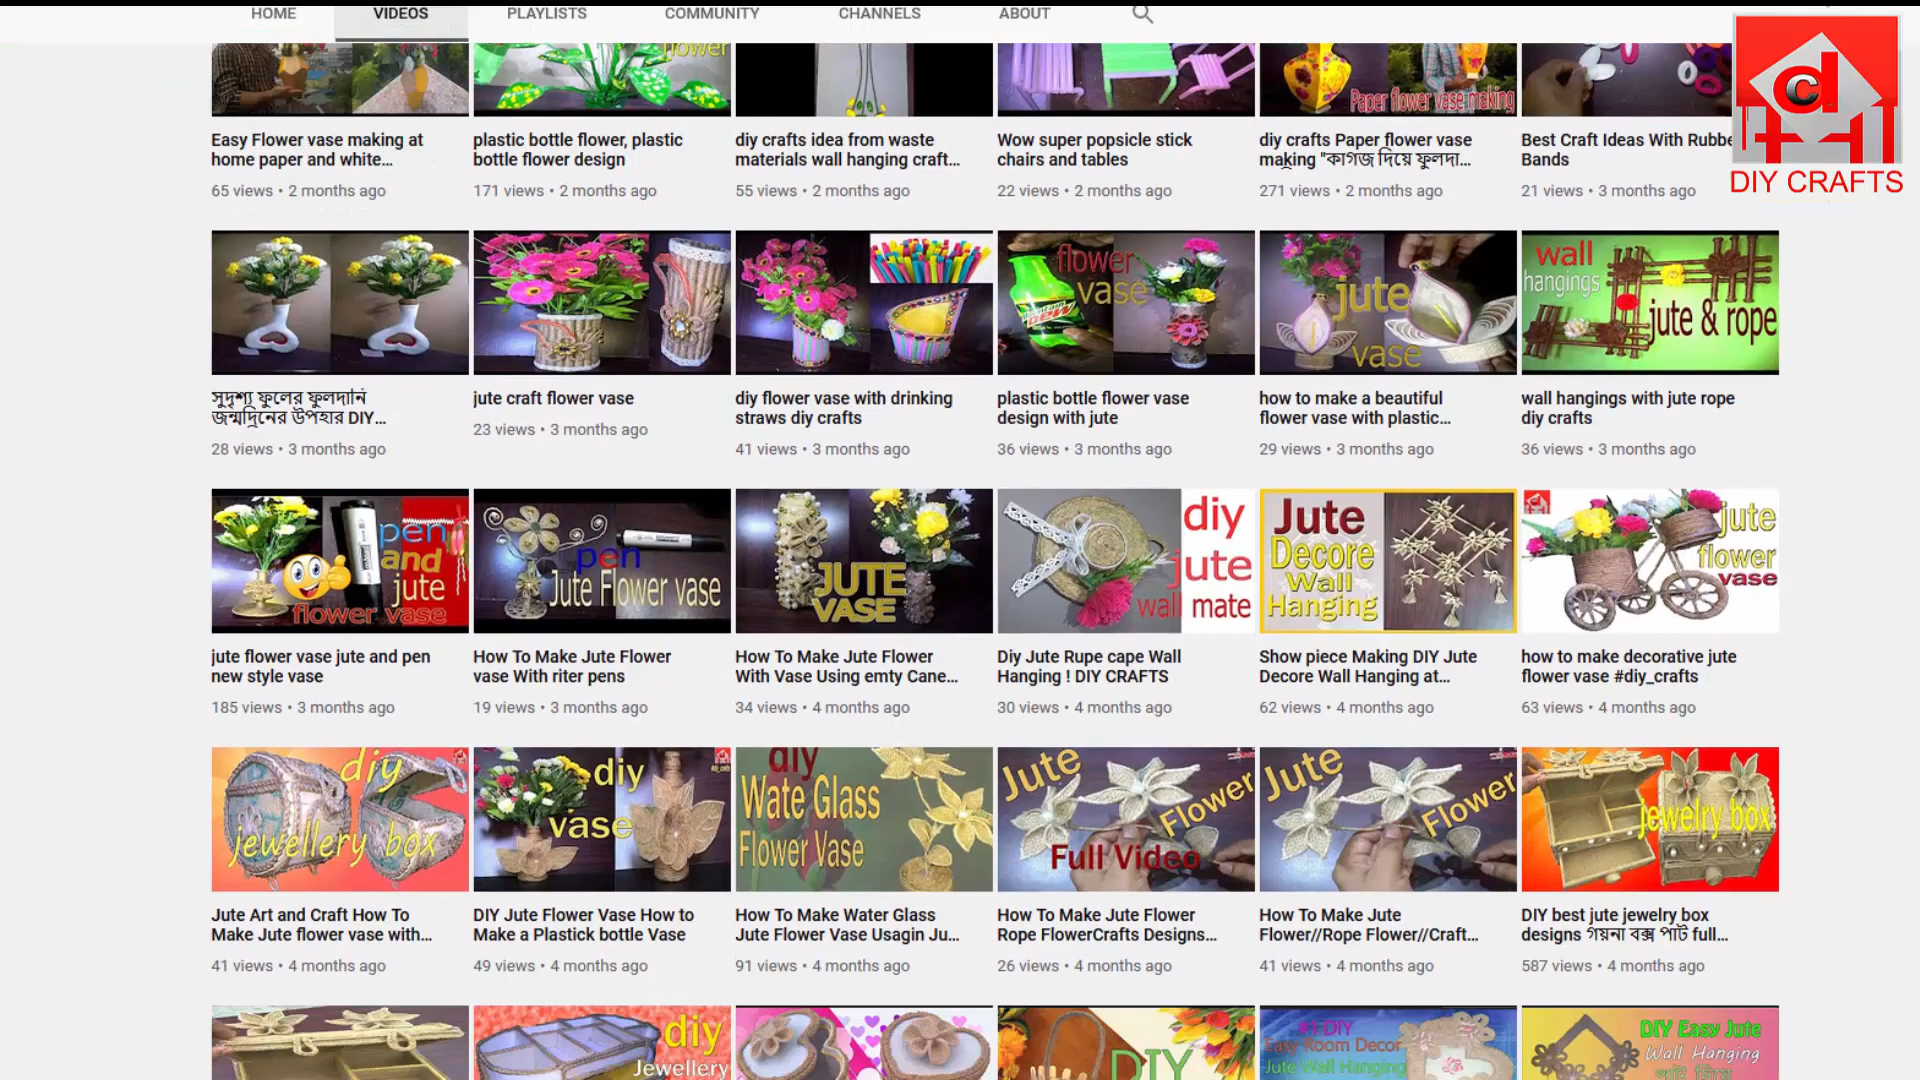 HOME VIDEOS PLAYLISTS COMMUNITY CHANNELS ABOUT
flower
Paper flower vase making
Easy Flower vase making at
home paper and white...
65 views • 2 months ago
plastic bottle flower, plastic
bottle flower design
171 views • 2 months ago
diy crafts idea from waste
materials wall hanging craft...
55 views • 2 months ago
Wow super popsicle stick
chairs and tables
22 views • 2 months ago
diy crafts Paper flower vase
making "কাগজ দিয়ে ফুলদা...
271 views • 2 months ago
Best Craft Ideas With Rubbe
Bands
21 views • 3 months ago
dc
DIY CRAFTS
flower
vase
DEW
jute
vase
wall
hangings
jute & rope
সুদৃশ্য ফুলের ফুলদানি
জন্মদিনের উপহার DIY...
28 views • 3 months ago
jute craft flower vase
23 views • 3 months ago
diy flower vase with drinking
straws diy crafts
41 views • 3 months ago
plastic bottle flower vase
design with jute
36 views • 3 months ago
how to make a beautiful
flower vase with plastic...
29 views • 3 months ago
wall hangings with jute rope
diy crafts
36 views • 3 months ago
pen
and
jute
flower vase
pen
Jute Flower vase
JUTE
VASE
diy
jute
wall mate
Jute
Decore
Wall
Hanging
jute
flower
vase
jute flower vase jute and pen
new style vase
185 views • 3 months ago
How To Make Jute Flower
vase With riter pens
19 views • 3 months ago
How To Make Jute Flower
With Vase Using emty Cane...
34 views • 4 months ago
Diy Jute Rupe cape Wall
Hanging ! DIY CRAFTS
30 views • 4 months ago
Show piece Making DIY Jute
Decore Wall Hanging at...
62 views • 4 months ago
how to make decorative jute
flower vase #diy_crafts
63 views • 4 months ago
diy
jewellery box
diy
vase
diy
Wate Glass
Flower Vase
Jute
Flower
Full Video
Jute
Flower
jewelry box
Jute Art and Craft How To
Make Jute flower vase with...
41 views • 4 months ago
DIY Jute Flower Vase How to
Make a Plastick bottle Vase
49 views • 4 months ago
How To Make Water Glass
Jute Flower Vase Usagin Ju...
91 views • 4 months ago
How To Make Jute Flower
Rope FlowerCrafts Designs...
26 views • 4 months ago
How To Make Jute
Flower//Rope Flower//Craft...
41 views • 4 months ago
DIY best jute jewelry box
designs গয়না বক্স পাট full...
587 views • 4 months ago
diy
Jewellery
DIY
#1 DIY
Easy Room Decor
Jute Wall Hanging
DIY Easy Jute
Wall Hanging
পাট দিয়ে